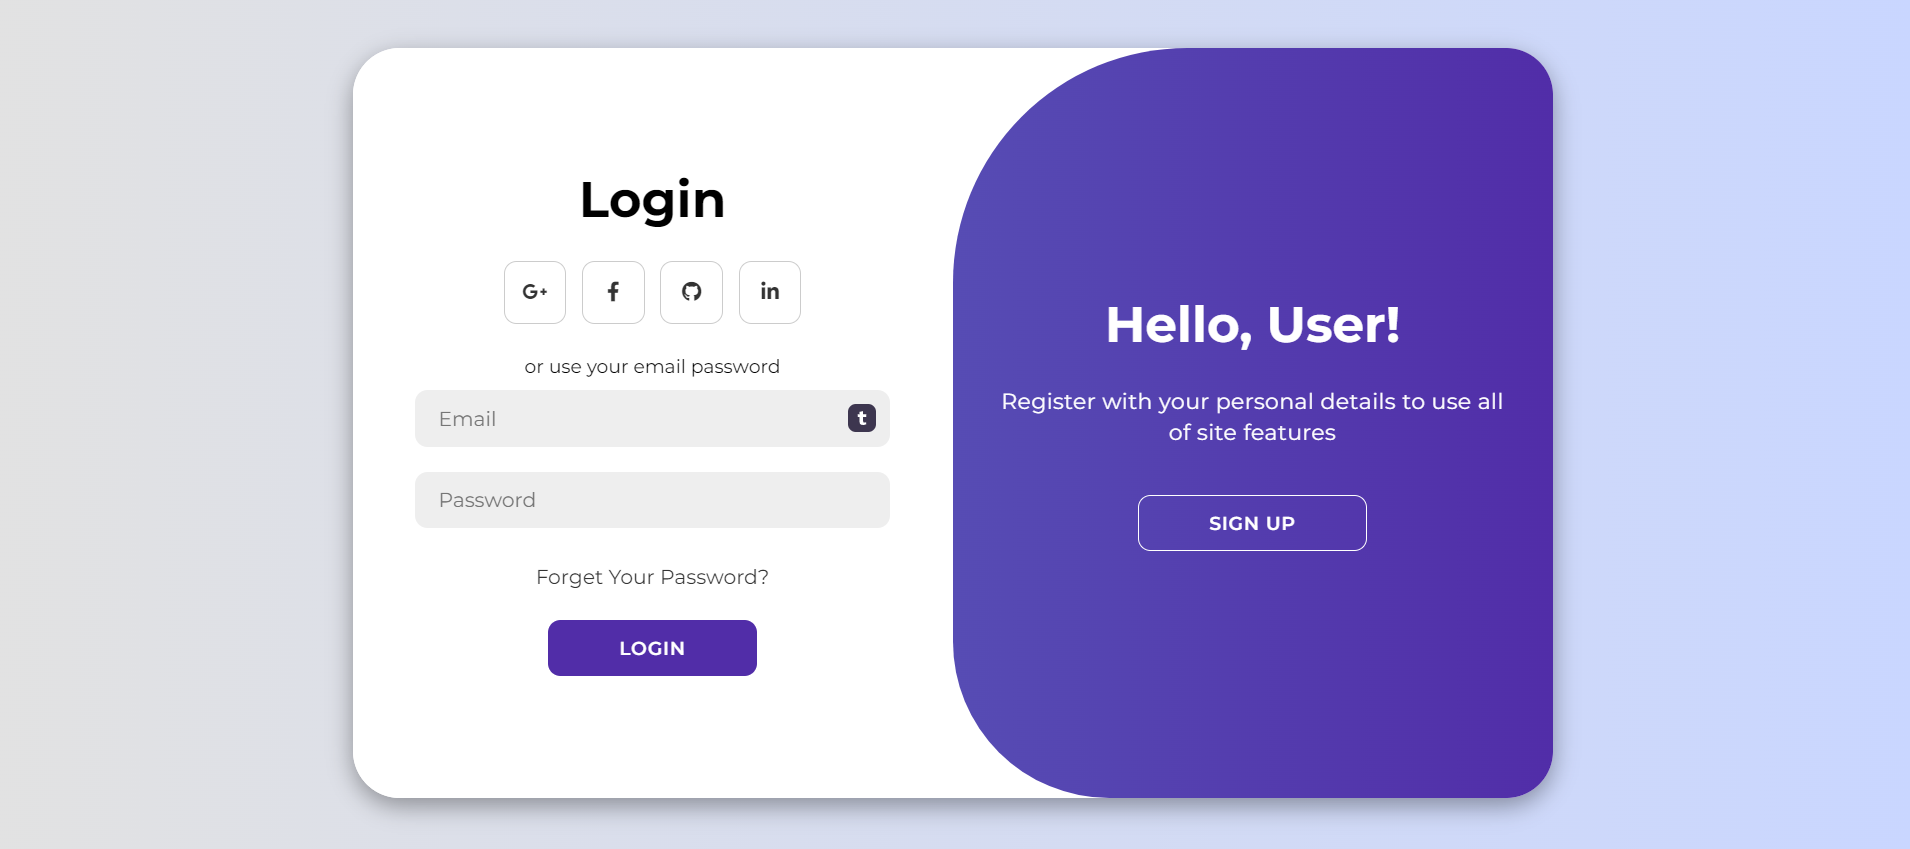 Login
G+
f
in
or use your email password
Email
t
Password
Forget Your Password?
LOGIN
Hello, User!
Register with your personal details to use all
of site features
SIGN UP